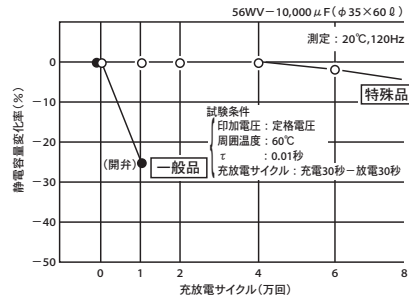 56WV－10,000μF（φ35×60ℓ）
測定：20℃,120Hz
0
－10
－20
－30
－40
－50
静電容量変化率（％）
特殊品
試験条件
印加電圧：定格電圧
周囲温度：60℃
τ　　　：0.01秒
充放電サイクル：充電30秒－放電30秒
（開弁）
一般品
0 1 2 4 6 8
充放電サイクル（万回）